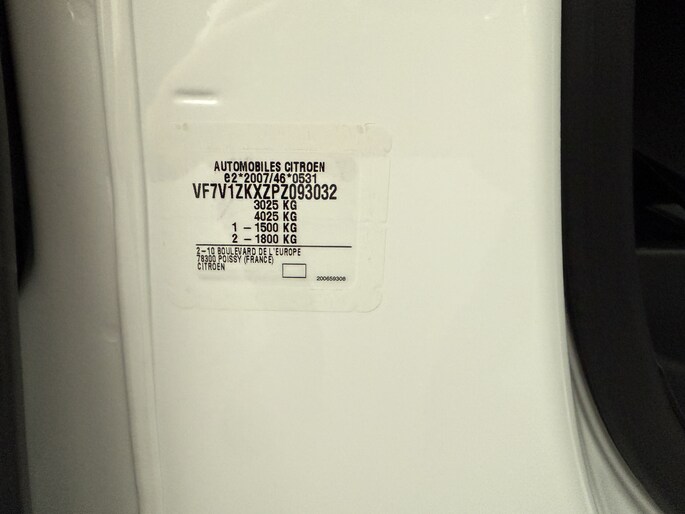 AUTOMOBILES CITROEN
e2*2007/46*0531
VF7V1ZKXZPZ093032
3025 KG
4025 KG
1 - 1500 KG
2 - 1800 KG
2-10 BOULEVARD DE L'EUROPE
78300 POISSY (FRANCE)
CITROEN
200659308